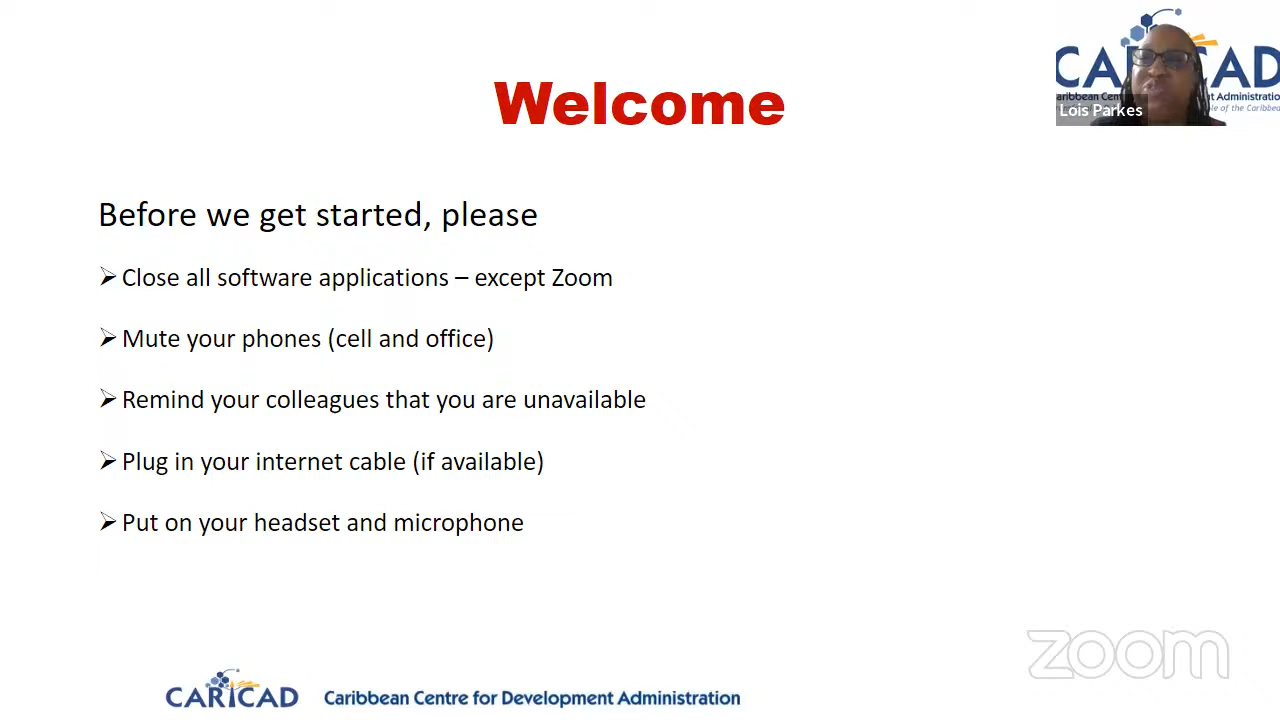 Welcome
CARICAD
Lois Parkes
Before we get started, please
➢ Close all software applications – except Zoom
➢ Mute your phones (cell and office)
➢ Remind your colleagues that you are unavailable
➢ Plug in your internet cable (if available)
➢ Put on your headset and microphone
zoom
CARICAD Caribbean Centre for Development Administration